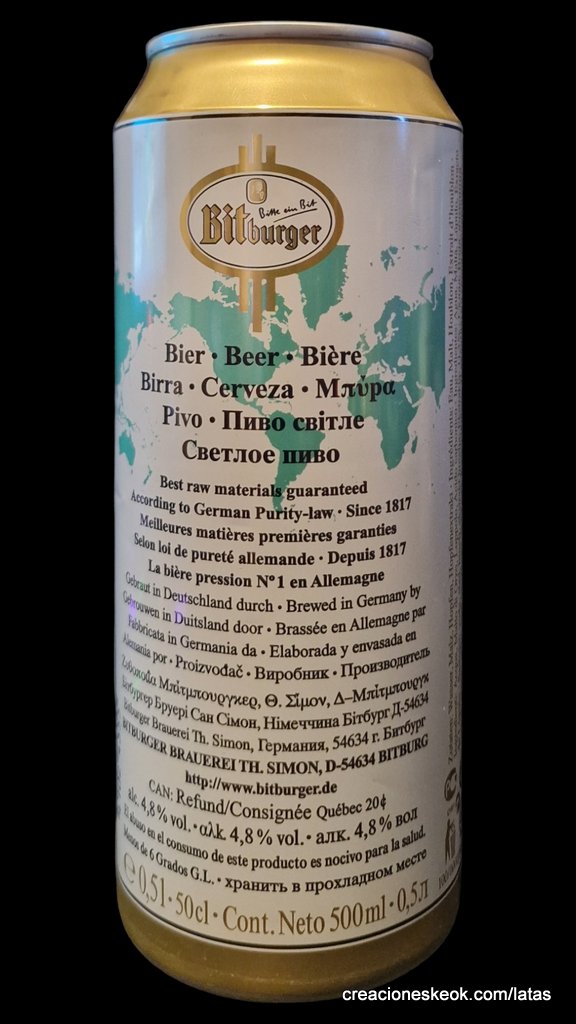 Bitte ein Bit
Bitburger
Bier · Beer · Bière
Birra · Cerveza · Μπύρα
Pivo · Пиво світле
Светлое пиво
Best raw materials guaranteed
According to German Purity-law · Since 1817
Meilleures matières premières garanties
Selon loi de pureté allemande · Depuis 1817
La bière pression N°1 en Allemagne
Gebraut in Deutschland durch · Brewed in Germany by
Gebrouwen in Duitsland door · Brassée en Allemagne par
Fabbricata in Germania da · Elaborada y envasada en
Alemania por · Proizvođač · Виробник · Производитель
Μπίτμπουργκερ, Θ. Σίμον, Δ–Μπίτμπουργκ
Бітбургер Бруері Сан Сімон, Німеччина Бітбург Д-54634
Bitburger Brauerei Th. Simon, Германия, 54634 г. Битбург
BITBURGER BRAUEREI TH. SIMON, D-54634 BITBURG
http://www.bitburger.de
CAN: Refund/Consignée Québec 20¢
alc. 4,8 % vol. · αλκ. 4,8 % vol. · алк. 4,8 % вол
El abuso en el consumo de este producto es nocivo para la salud.
Menos de 6 Grados G.L. · хранить в прохладном месте
℮ 0,5 l · 50cl · Cont. Neto 500 ml · 0,5 л
creacioneskeok.com/latas